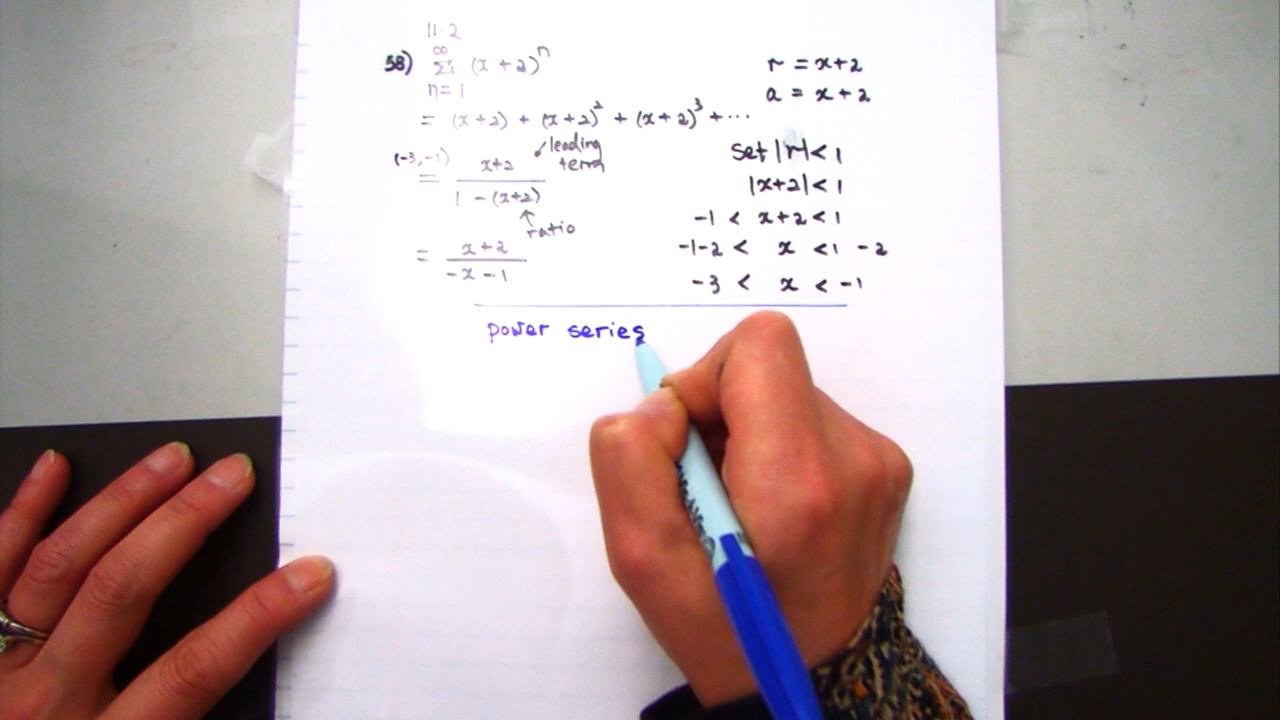 11.2
58) ∞ Σ n=1 (x+2)^n
= (x+2) + (x+2)^2 + (x+2)^3 + ...
(-3,-1) = x+2 / 1 - (x+2)
leading term
ratio
= x+2 / -x-1
r = x+2
a = x+2
set |r| < 1
|x+2| < 1
-1 < x+2 < 1
-1-2 < x < 1 -2
-3 < x < -1
power series